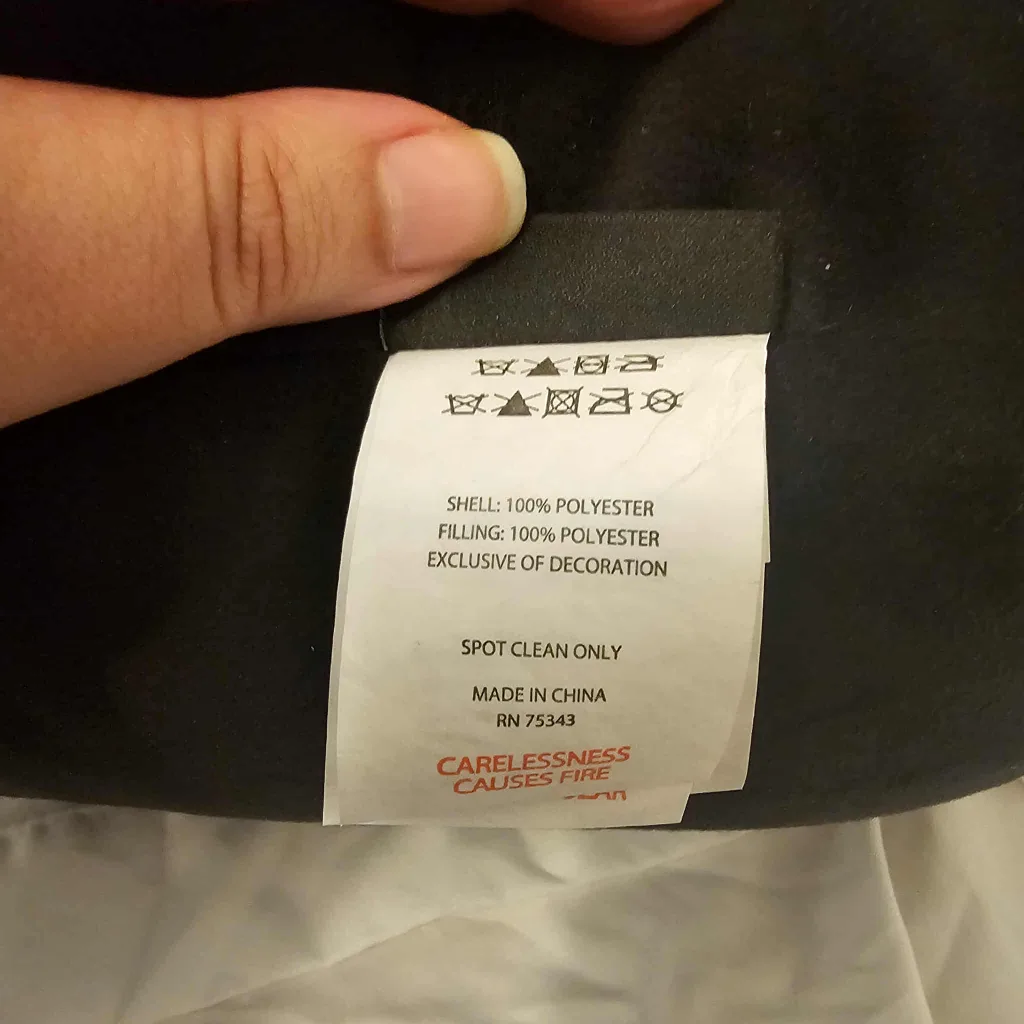 SHELL: 100% POLYESTER
FILLING: 100% POLYESTER
EXCLUSIVE OF DECORATION
SPOT CLEAN ONLY
MADE IN CHINA
RN 75343
CARELESSNESS
CAUSES FIRE